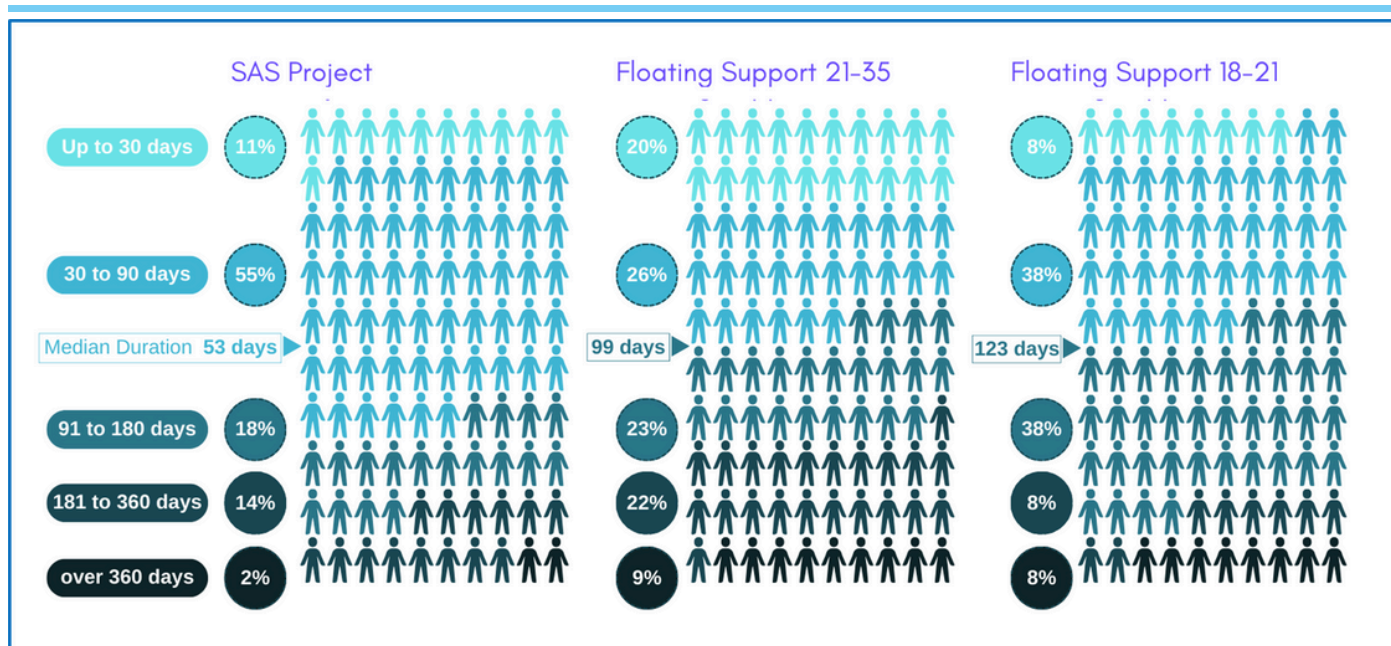 SAS Project
Floating Support 21-35
Floating Support 18-21
Up to 30 days 11% 20% 8%
30 to 90 days 55% 26% 38%
Median Duration 53 days 99 days 123 days
91 to 180 days 18% 23% 38%
181 to 360 days 14% 22% 8%
over 360 days 2% 9% 8%